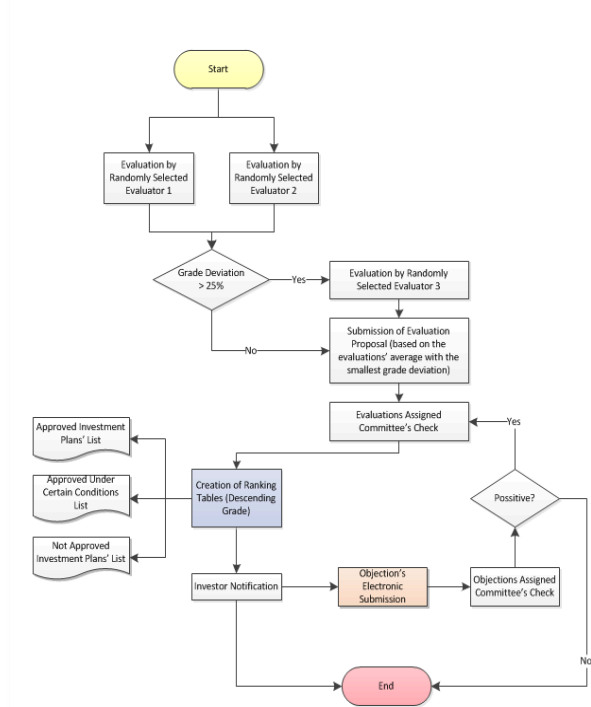 Start
Evaluation by
Randomly Selected
Evaluator 1
Evaluation by
Randomly Selected
Evaluator 2
Grade Deviation
> 25%
Yes
Evaluation by Randomly
Selected Evaluator 3
No
Submission of Evaluation
Proposal (based on the
evaluations' average with the
smallest grade deviation)
Evaluations Assigned
Committee's Check
Yes
Approved Investment
Plans' List
Approved Under
Certain Conditions
List
Not Approved
Investment Plans' List
Creation of Ranking
Tables (Descending
Grade)
Possitive?
Investor Notification
Objection's
Electronic
Submission
Objections Assigned
Committee's Check
No
End